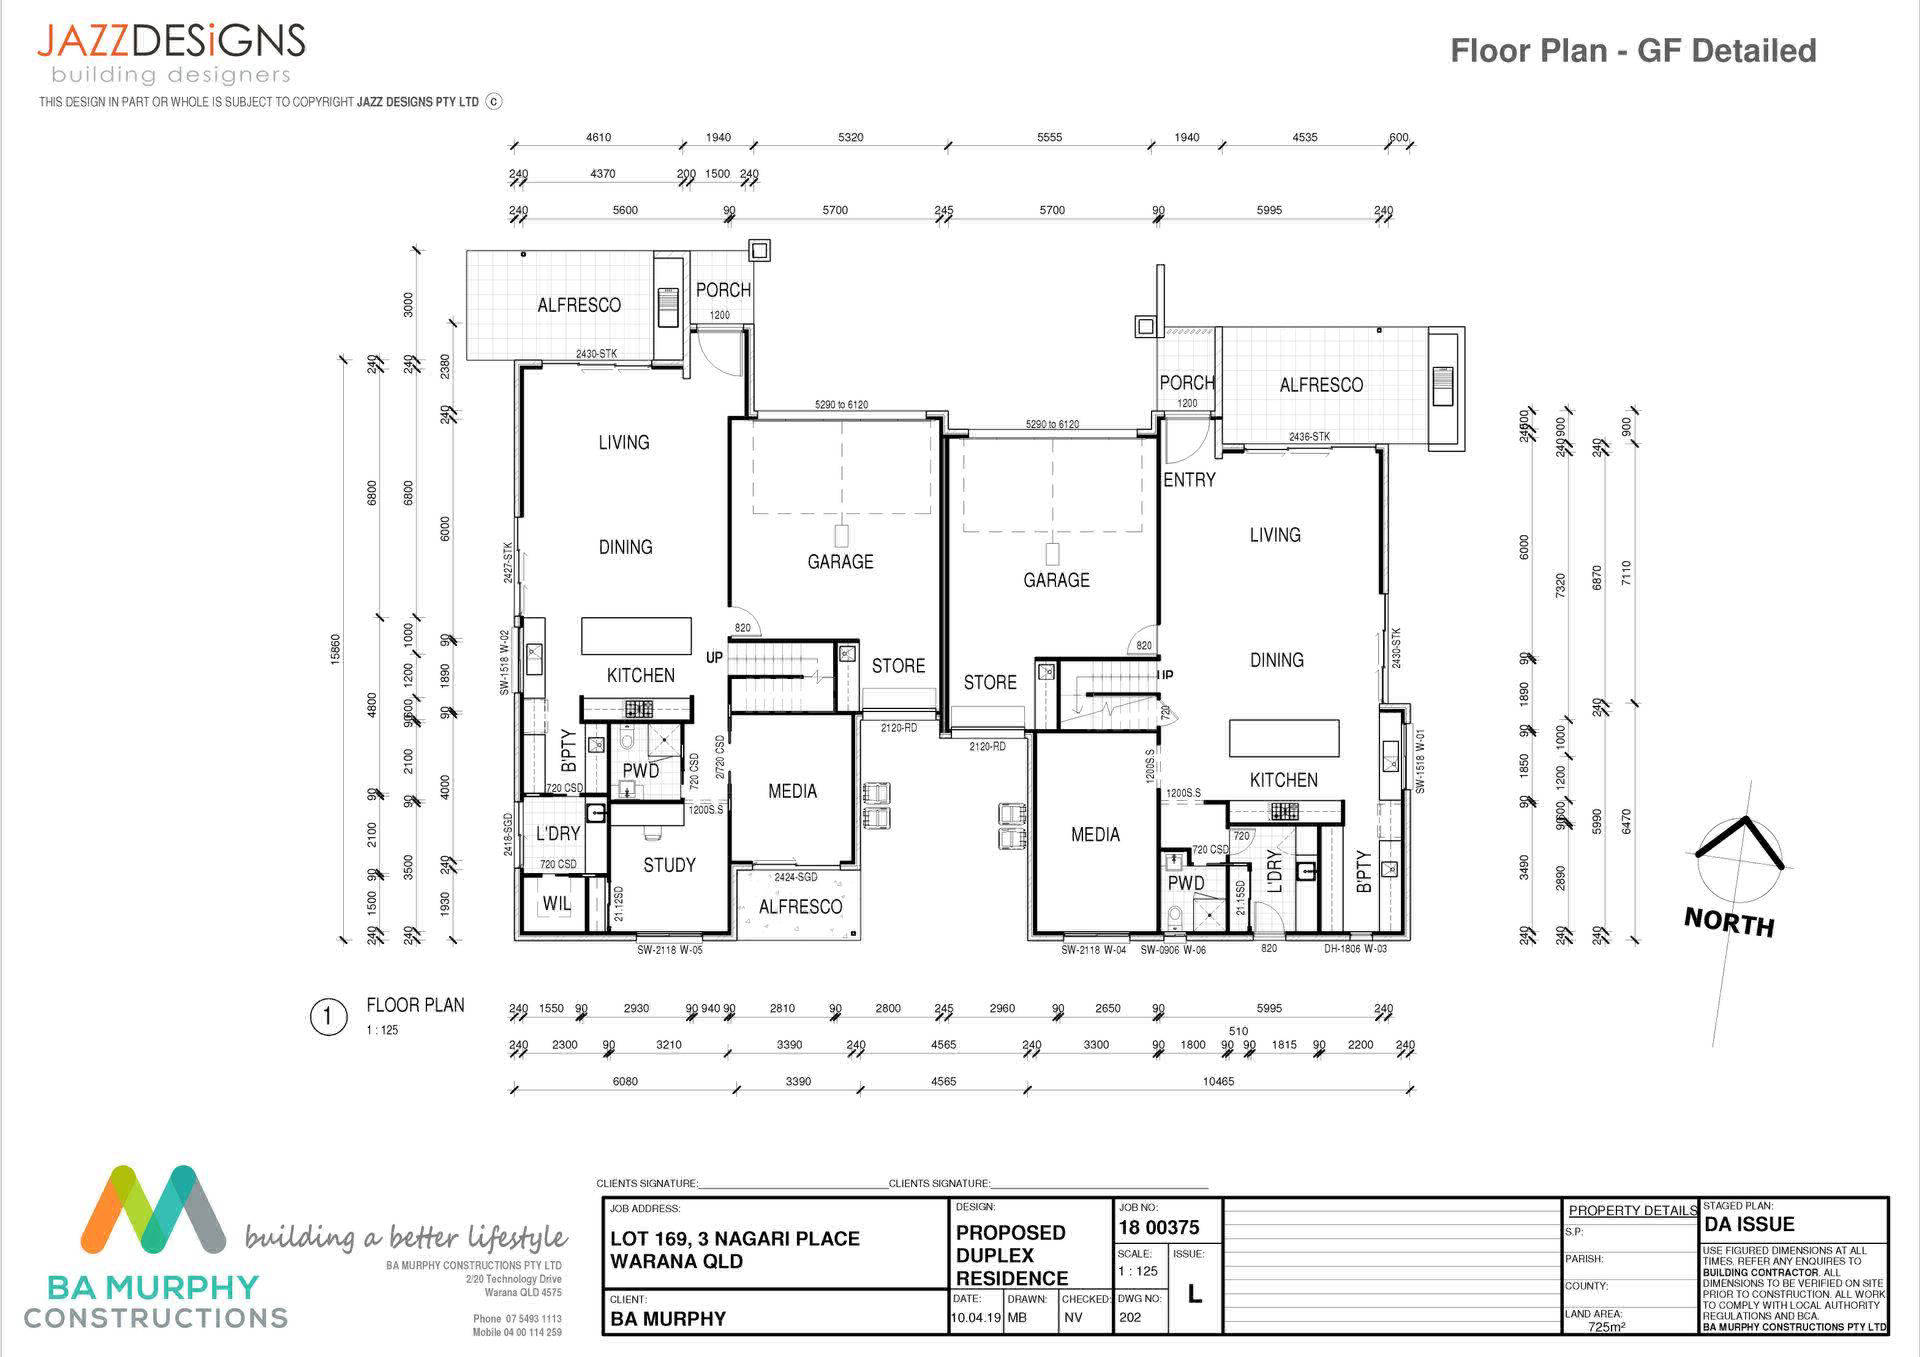 JAZZDESiGNS
building designers
THIS DESIGN IN PART OR WHOLE IS SUBJECT TO COPYRIGHT JAZZ DESIGNS PTY LTD C
Floor Plan - GF Detailed
4610 1940 5320 5555 1940 4535 600
240 4370 200 1500 240
240 5600 90 5700 245 5700 90 5995 240
15860
240 6800 4800 90 2100 90 1500 240
3000 240 6800 1000 1200 600 90 2100 90 3500 240
2380 240 6000 90 1890 90 4000 240 1930
ALFRESCO
PORCH
1200
2430-STK
LIVING
DINING
2427-STK
SW-1518 W-02
KITCHEN
UP
820
5290 to 6120
GARAGE
STORE
2120-RD
B'PTY
720 CSD
PWD
720 CSD
2/720 CSD
1200S.S
MEDIA
2418-SGD
L'DRY
720 CSD
STUDY
WIL
21.12SD
2424-SGD
ALFRESCO
SW-2118 W-05
5290 to 6120
GARAGE
STORE
2120-RD
PORCH
1200
ENTRY
ALFRESCO
2436-STK
LIVING
DINING
2430-STK
820
UP
720
KITCHEN
SW-1518 W-01
1200S.S
1200S.S
MEDIA
720
720 CSD
PWD
21.15SD
L'DRY
B'PTY
SW-2118 W-04
SW-0906 W-06
820
DH-1806 W-03
6000 90 1890 90 1850 90 3490 240
900 240 7320 1000 1200 600 90 2890 240
240 6870 240 5990 240
900 7110 6470
NORTH
1
FLOOR PLAN
1 : 125
240 1550 90 2930 90 940 90 2810 90 2800 245 2960 90 2650 90 5995 240
510
240 2300 90 3210 3390 240 4565 240 3300 90 1800 90 90 1815 90 2200 240
6080 3390 4565 10465
CLIENTS SIGNATURE: CLIENTS SIGNATURE:
building a better lifestyle
BA MURPHY
CONSTRUCTIONS
BA MURPHY CONSTRUCTIONS PTY LTD
2/20 Technology Drive
Warana QLD 4575
Phone 07 5493 1113
Mobile 04 00 114 259
JOB ADDRESS:
LOT 169, 3 NAGARI PLACE
WARANA QLD
CLIENT:
BA MURPHY
DESIGN:
PROPOSED
DUPLEX
RESIDENCE
DATE:
10.04.19
DRAWN:
MB
CHECKED:
NV
JOB NO:
18 00375
SCALE:
1 : 125
ISSUE:
L
DWG NO:
202
PROPERTY DETAILS
S.P:
PARISH:
COUNTY:
LAND AREA:
725m²
STAGED PLAN:
DA ISSUE
USE FIGURED DIMENSIONS AT ALL
TIMES. REFER ANY ENQUIRES TO
BUILDING CONTRACTOR. ALL
DIMENSIONS TO BE VERIFIED ON SITE
PRIOR TO CONSTRUCTION. ALL WORK
TO COMPLY WITH LOCAL AUTHORITY
REGULATIONS AND BCA.
BA MURPHY CONSTRUCTIONS PTY LTD